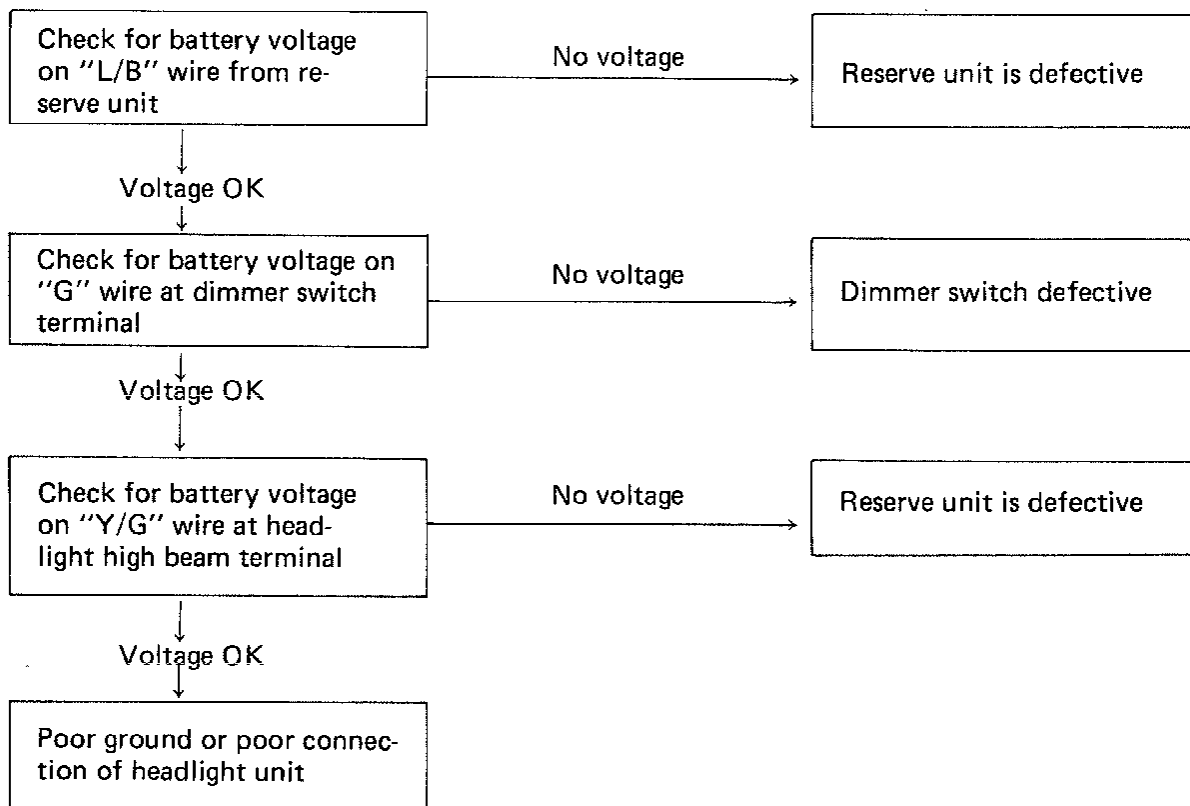 Check for battery voltage
on "L/B" wire from re-
serve unit
No voltage
Reserve unit is defective
Voltage OK
Check for battery voltage on
"G" wire at dimmer switch
terminal
No voltage
Dimmer switch defective
Voltage OK
Check for battery voltage
on "Y/G" wire at head-
light high beam terminal
No voltage
Reserve unit is defective
Voltage OK
Poor ground or poor connec-
tion of headlight unit